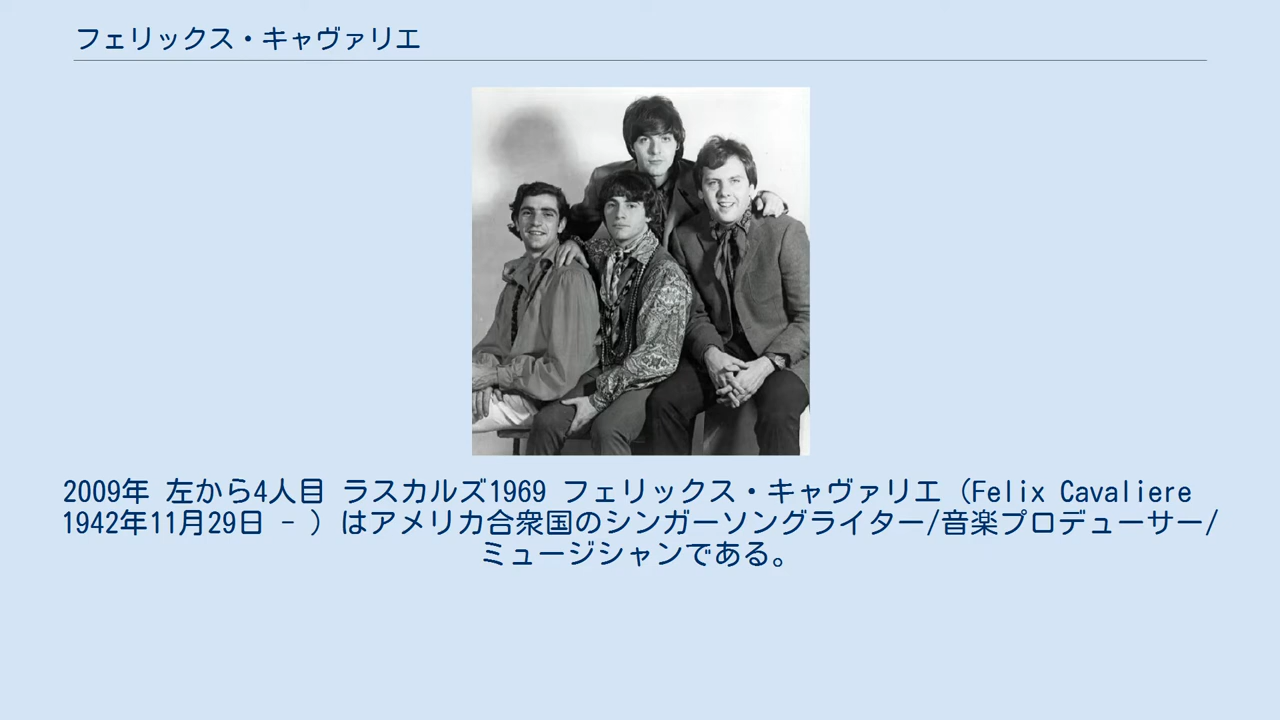 フェリックス・キャヴァリエ
2009年 左から4人目 ラスカルズ1969 フェリックス・キャヴァリエ（Felix Cavaliere
1942年11月29日 - ）はアメリカ合衆国のシンガーソングライター/音楽プロデューサー/
ミュージシャンである。